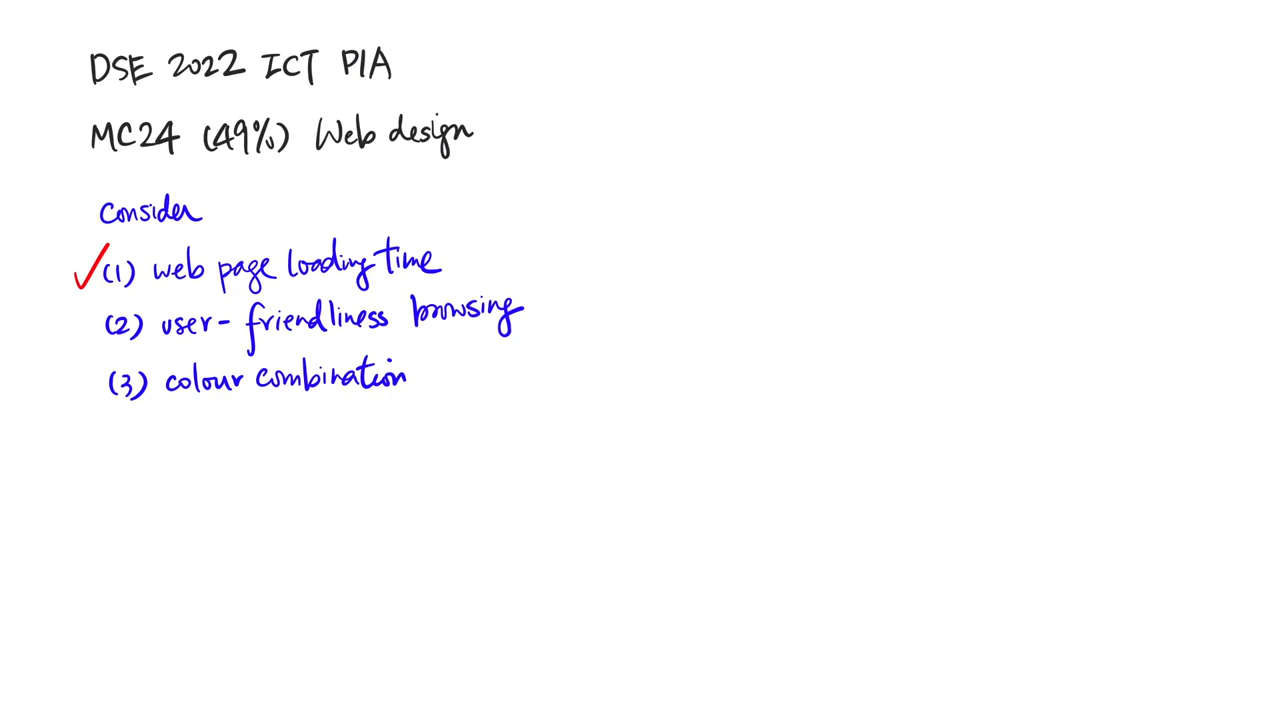 DSE 2022 ICT P1A
MC24 (49%) Web design
Consider
(1) web page loading time
(2) user-friendliness browsing
(3) colour combination